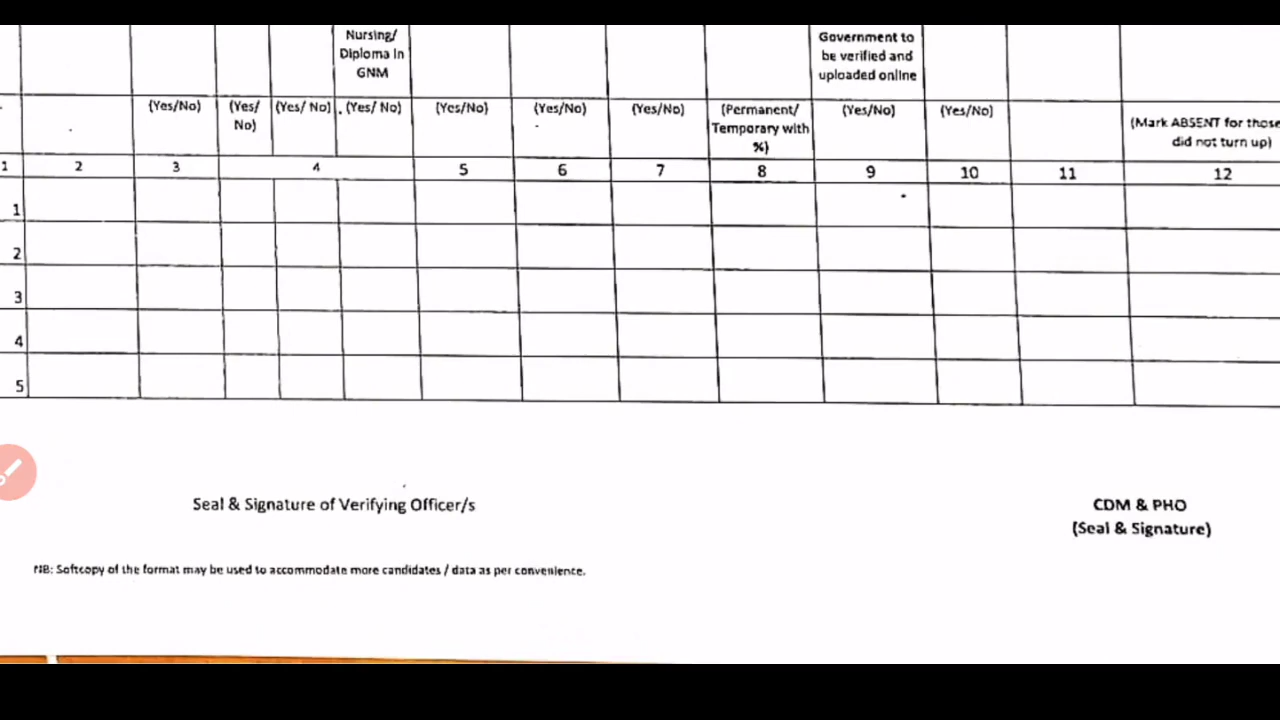 Nursing/
Diploma in
GNM
Government to
be verified and
uploaded online
(Yes/No)
(Yes/
No)
(Yes/ No)
(Yes/ No)
(Yes/No)
(Yes/No)
(Yes/No)
(Permanent/
Temporary with
%)
(Yes/No)
(Yes/No)
(Mark ABSENT for those
did not turn up)
1 2 3 4 5 6 7 8 9 10 11 12
1
2
3
4
5
Seal & Signature of Verifying Officer/s
CDM & PHO
(Seal & Signature)
NB: Softcopy of the format may be used to accommodate more candidates / data as per convenience.